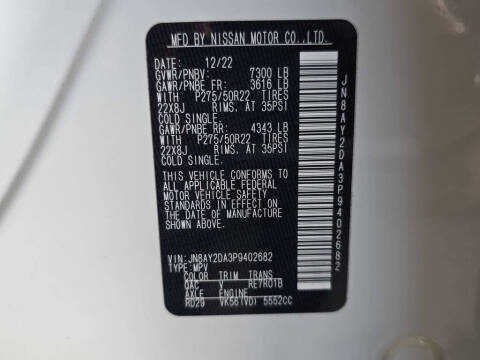 MFD BY NISSAN MOTOR CO.,LTD.
DATE: 12/22
GVWR/PNBV: 7300 LB
GAWR/PNBE FR: 3616 LB
WITH P275/50R22 TIRES
22X8J RIMS, AT 35PSI
COLD SINGLE.
GAWR/PNBE RR: 4343 LB
WITH P275/50R22 TIRES
22X8J RIMS, AT 35PSI
COLD SINGLE.
THIS VEHICLE CONFORMS TO
ALL APPLICABLE FEDERAL
MOTOR VEHICLE SAFETY
STANDARDS IN EFFECT ON
THE DATE OF MANUFACTURE
SHOWN ABOVE.
VIN: JN8AY2DA3P9402682
TYPE: MPV
COLOR TRIM TRANS
QAC V RE7R01B
AXLE ENGINE
RD29 VK56(VD) 5552CC
JN8AY2DA3P9402682